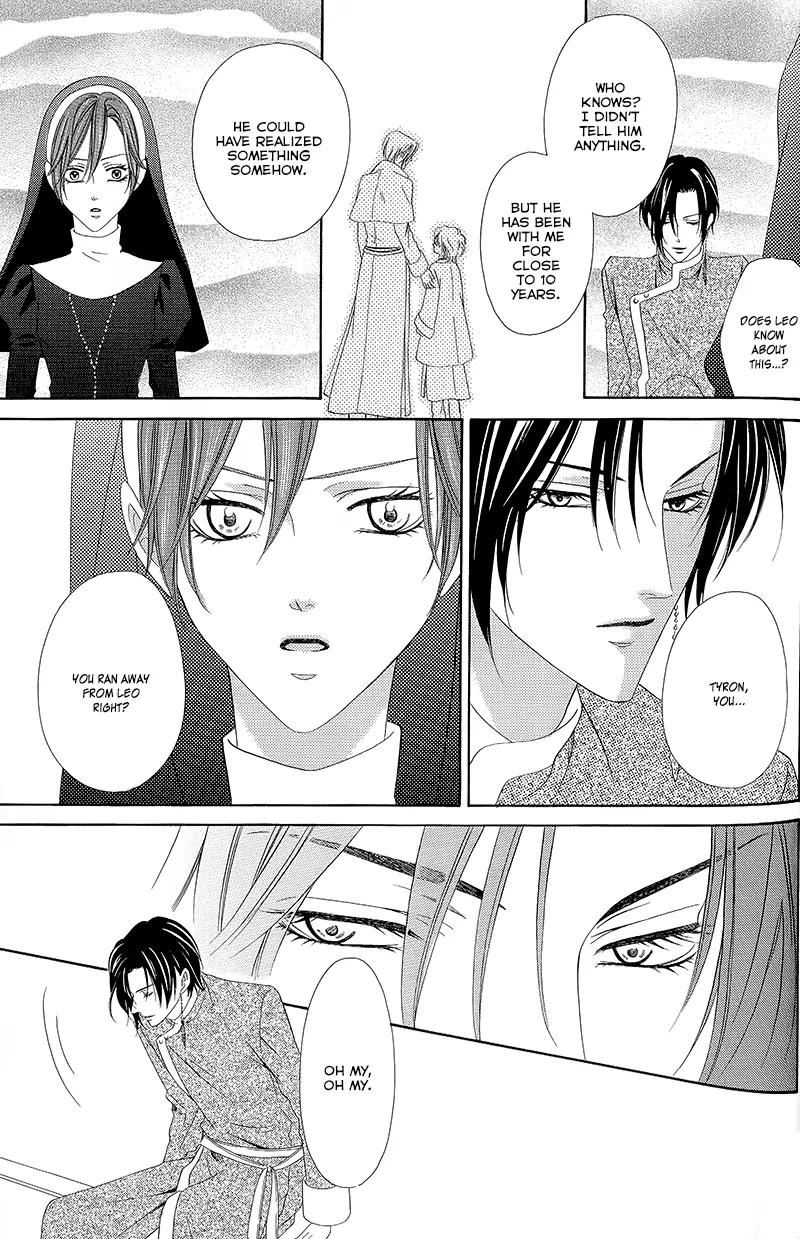 DOES LEO
KNOW
ABOUT
THIS...?
WHO
KNOWS?
I DIDN'T
TELL HIM
ANYTHING.
BUT HE
HAS BEEN
WITH ME
FOR
CLOSE
TO 10
YEARS.
HE COULD
HAVE REALIZED
SOMETHING
SOMEHOW.
TYRON,
YOU...
YOU RAN AWAY
FROM LEO
RIGHT?
OH MY,
OH MY.